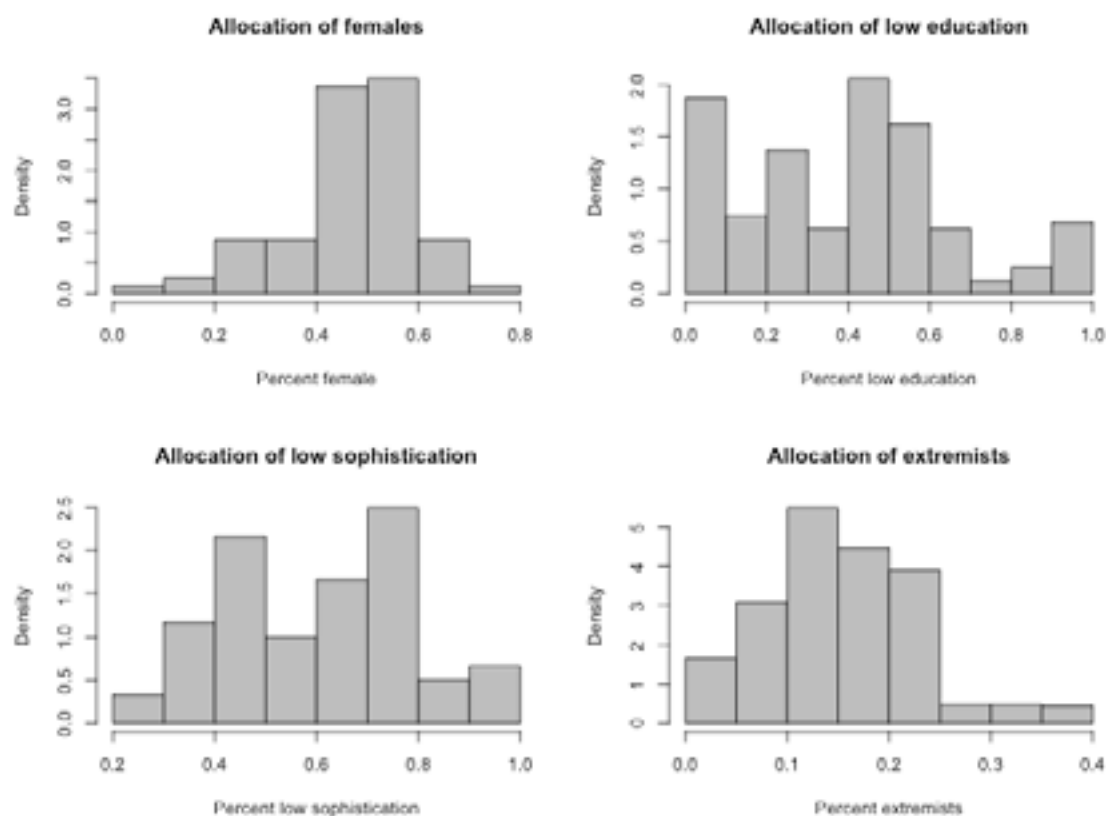 Allocation of females
Density
0.0 1.0 2.0 3.0
0.0 0.2 0.4 0.6 0.8
Percent female
Allocation of low education
Density
0.0 0.5 1.0 1.5 2.0
0.0 0.2 0.4 0.6 0.8 1.0
Percent low education
Allocation of low sophistication
Density
0.0 0.5 1.0 1.5 2.0 2.5
0.2 0.4 0.6 0.8 1.0
Percent low sophistication
Allocation of extremists
Density
0 1 2 3 4 5
0.0 0.1 0.2 0.3 0.4
Percent extremists